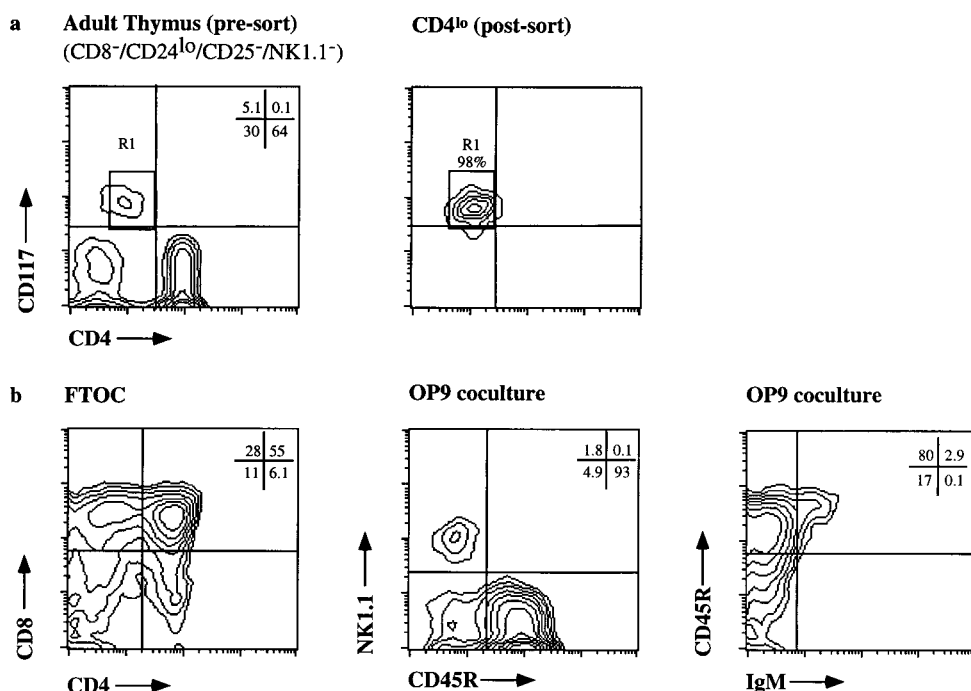 a Adult Thymus (pre-sort) CD4lo (post-sort)
(CD8-/CD24lo/CD25-/NK1.1-)
5.1 0.1
30 64
R1
R1
98%
CD117
CD4
b FTOC OP9 coculture OP9 coculture
28 55
11 6.1
CD8
CD4
1.8 0.1
4.9 93
NK1.1
CD45R
80 2.9
17 0.1
CD45R
IgM